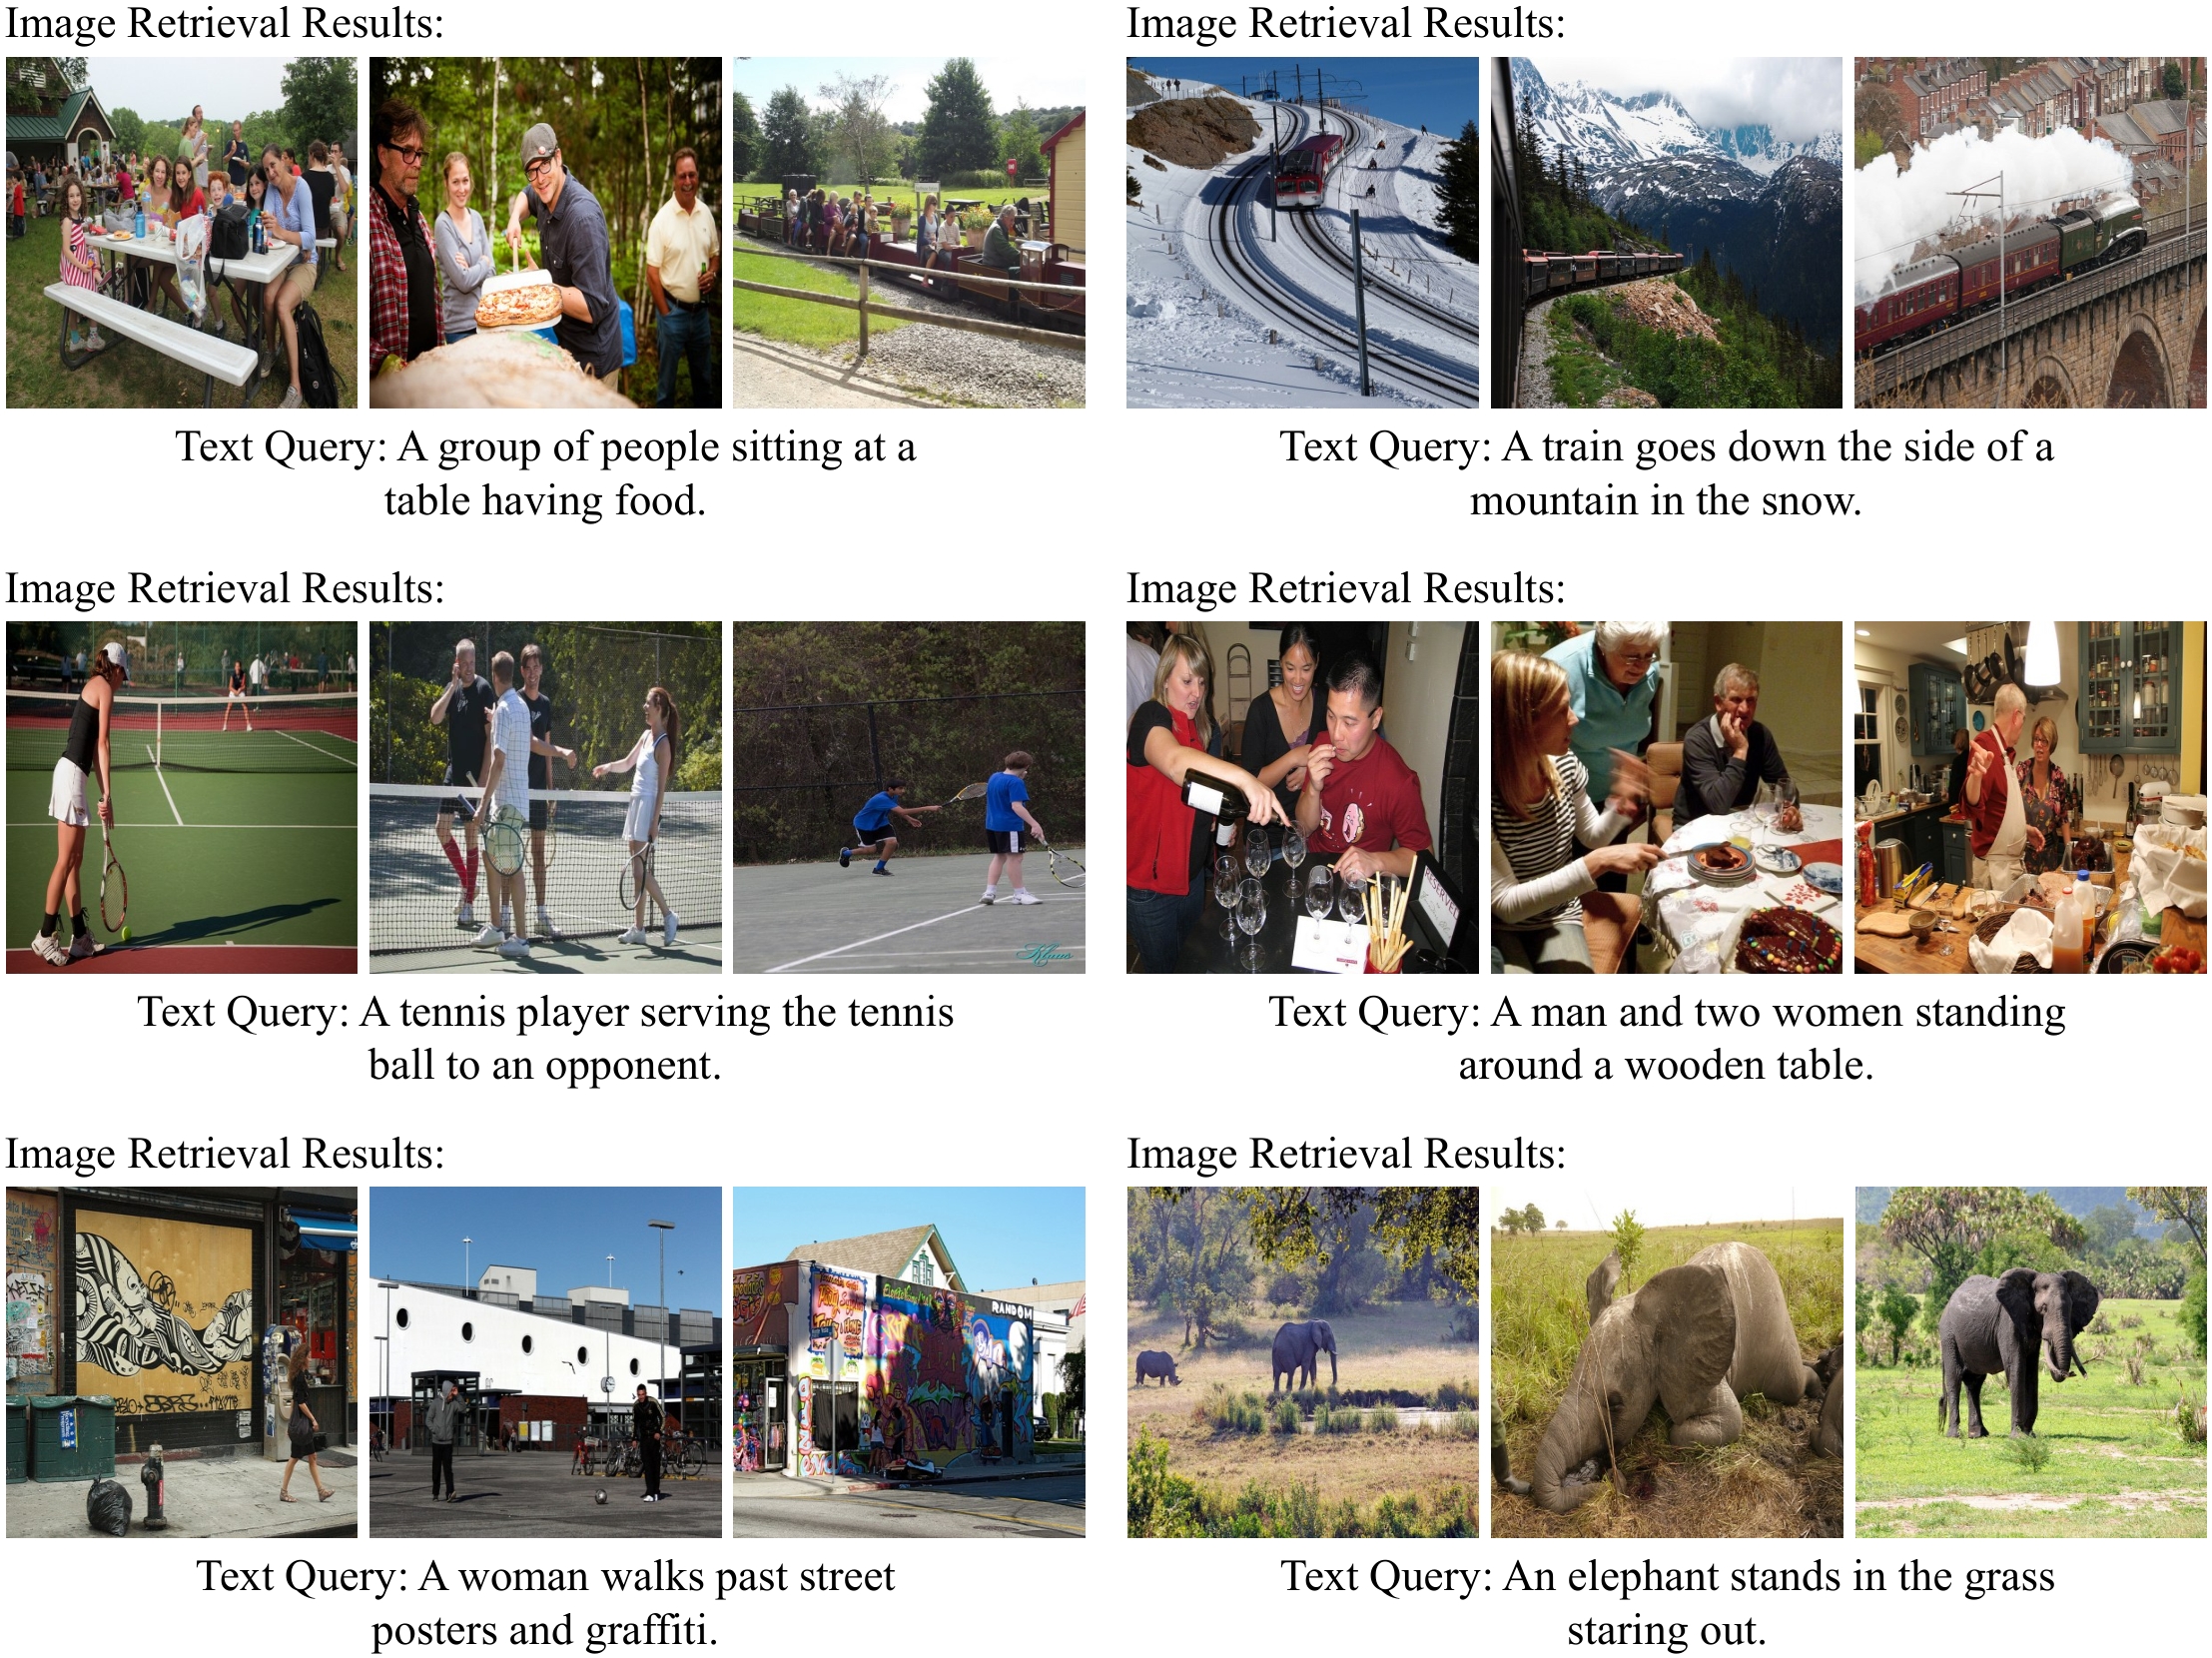 Image Retrieval Results:
Image Retrieval Results:
Text Query: A group of people sitting at a
table having food.
Text Query: A train goes down the side of a
mountain in the snow.
Image Retrieval Results:
Image Retrieval Results:
RESERVED
Klaus
Text Query: A tennis player serving the tennis
ball to an opponent.
Text Query: A man and two women standing
around a wooden table.
Image Retrieval Results:
Image Retrieval Results:
RANDOM
Text Query: A woman walks past street
posters and graffiti.
Text Query: An elephant stands in the grass
staring out.